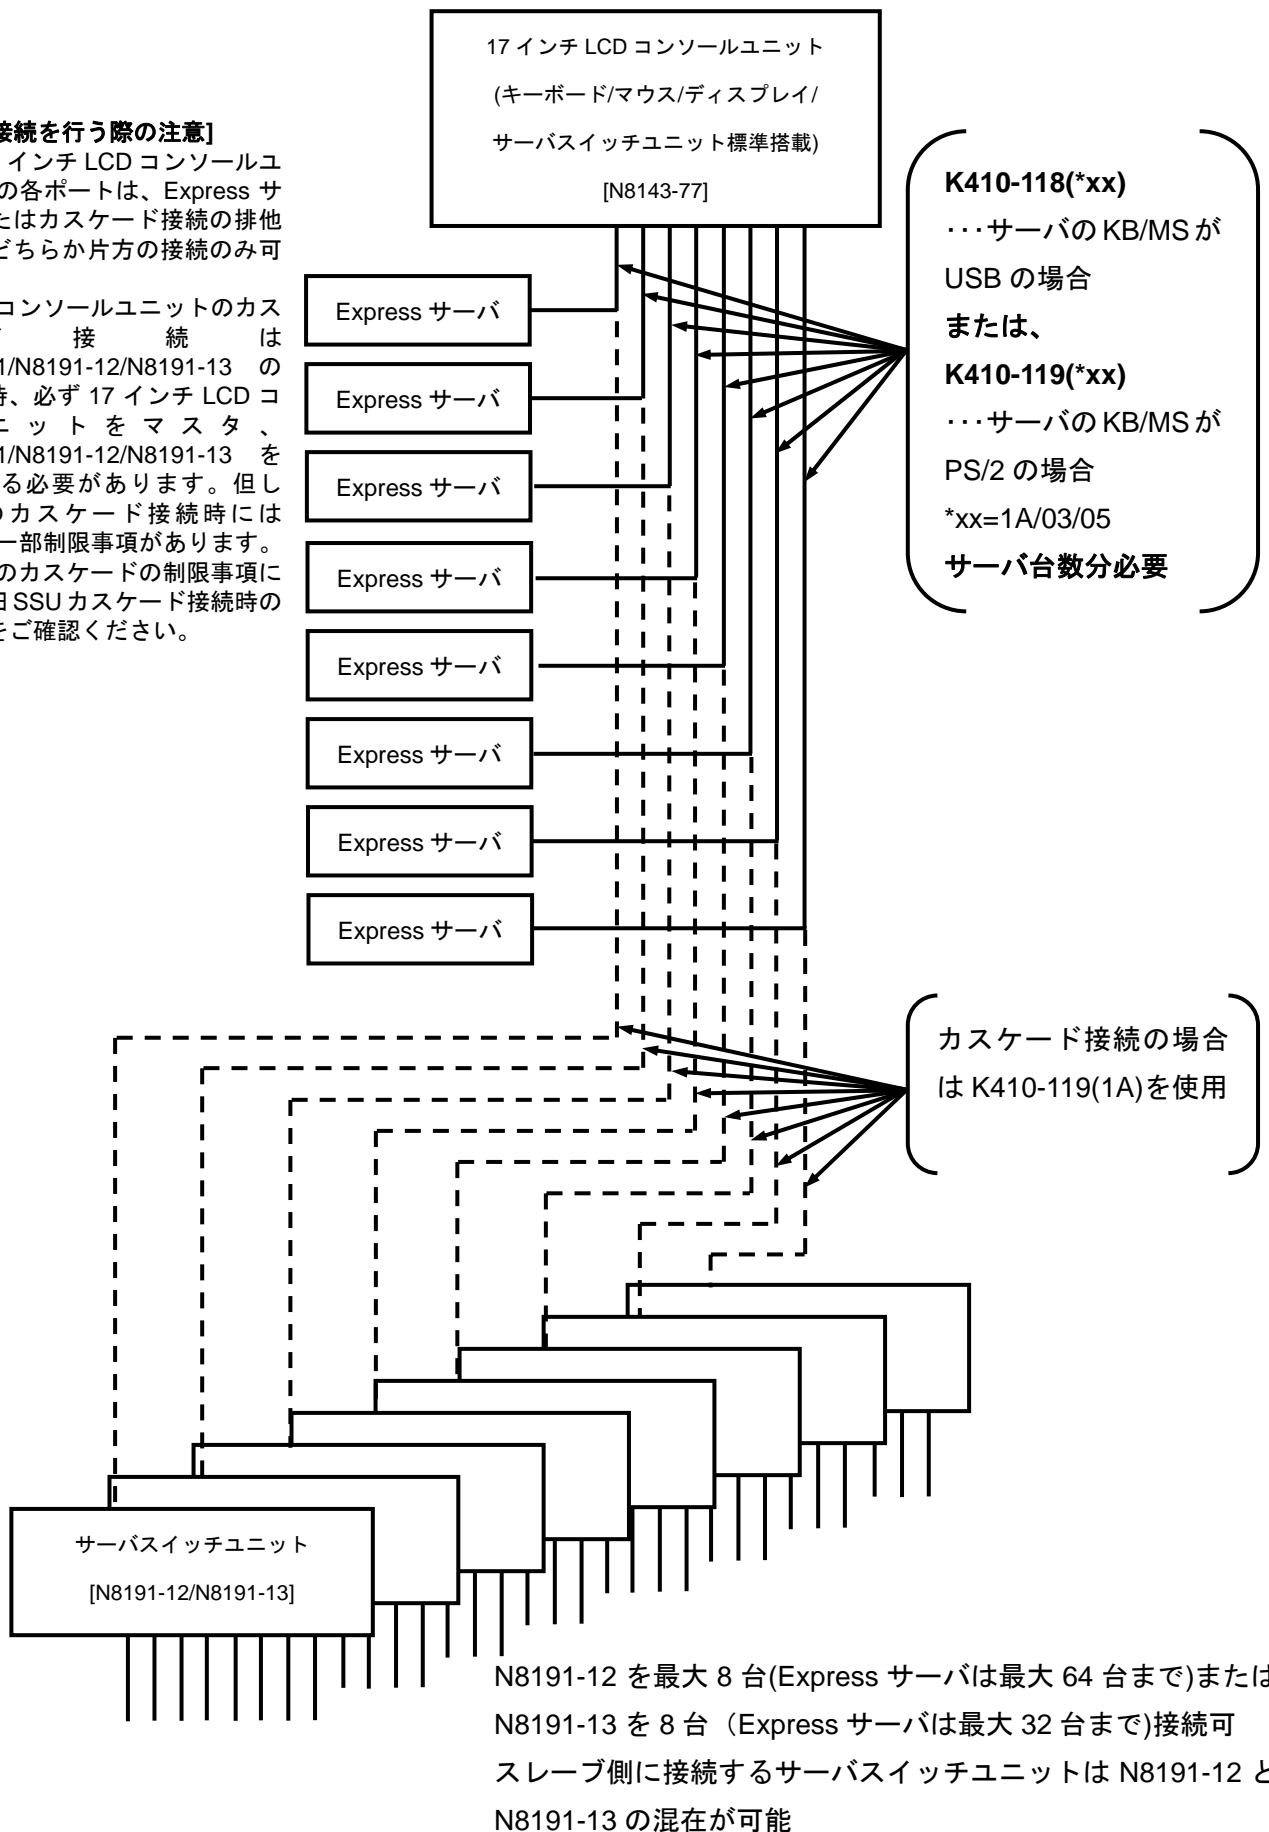 17 インチ LCD コンソールユニット
(キーボード/マウス/ディスプレイ/
サーバスイッチユニット標準搭載)
[N8143-77]
接続を行う際の注意]
インチ LCD コンソールユ
の各ポートは、Express サ
たはカスケード接続の排他
どちらか片方の接続のみ可
コンソールユニットのカス
接 続 は
1/N8191-12/N8191-13 の
時、必ず 17 インチ LCD コ
ニットをマスタ、
1/N8191-12/N8191-13 を
る必要があります。但し
のカスケード接続時には
一部制限事項があります。
のカスケードの制限事項に
旧 SSU カスケード接続時の
をご確認ください。
K410-118(*xx)
･･･サーバの KB/MS が
USB の場合
または、
K410-119(*xx)
･･･サーバの KB/MS が
PS/2 の場合
*xx=1A/03/05
サーバ台数分必要
Express サーバ
Express サーバ
Express サーバ
Express サーバ
Express サーバ
Express サーバ
Express サーバ
Express サーバ
カスケード接続の場合
は K410-119(1A)を使用
サーバスイッチユニット
[N8191-12/N8191-13]
N8191-12 を最大 8 台(Express サーバは最大 64 台まで)または
N8191-13 を 8 台（Express サーバは最大 32 台まで)接続可
スレーブ側に接続するサーバスイッチユニットは N8191-12 と
N8191-13 の混在が可能